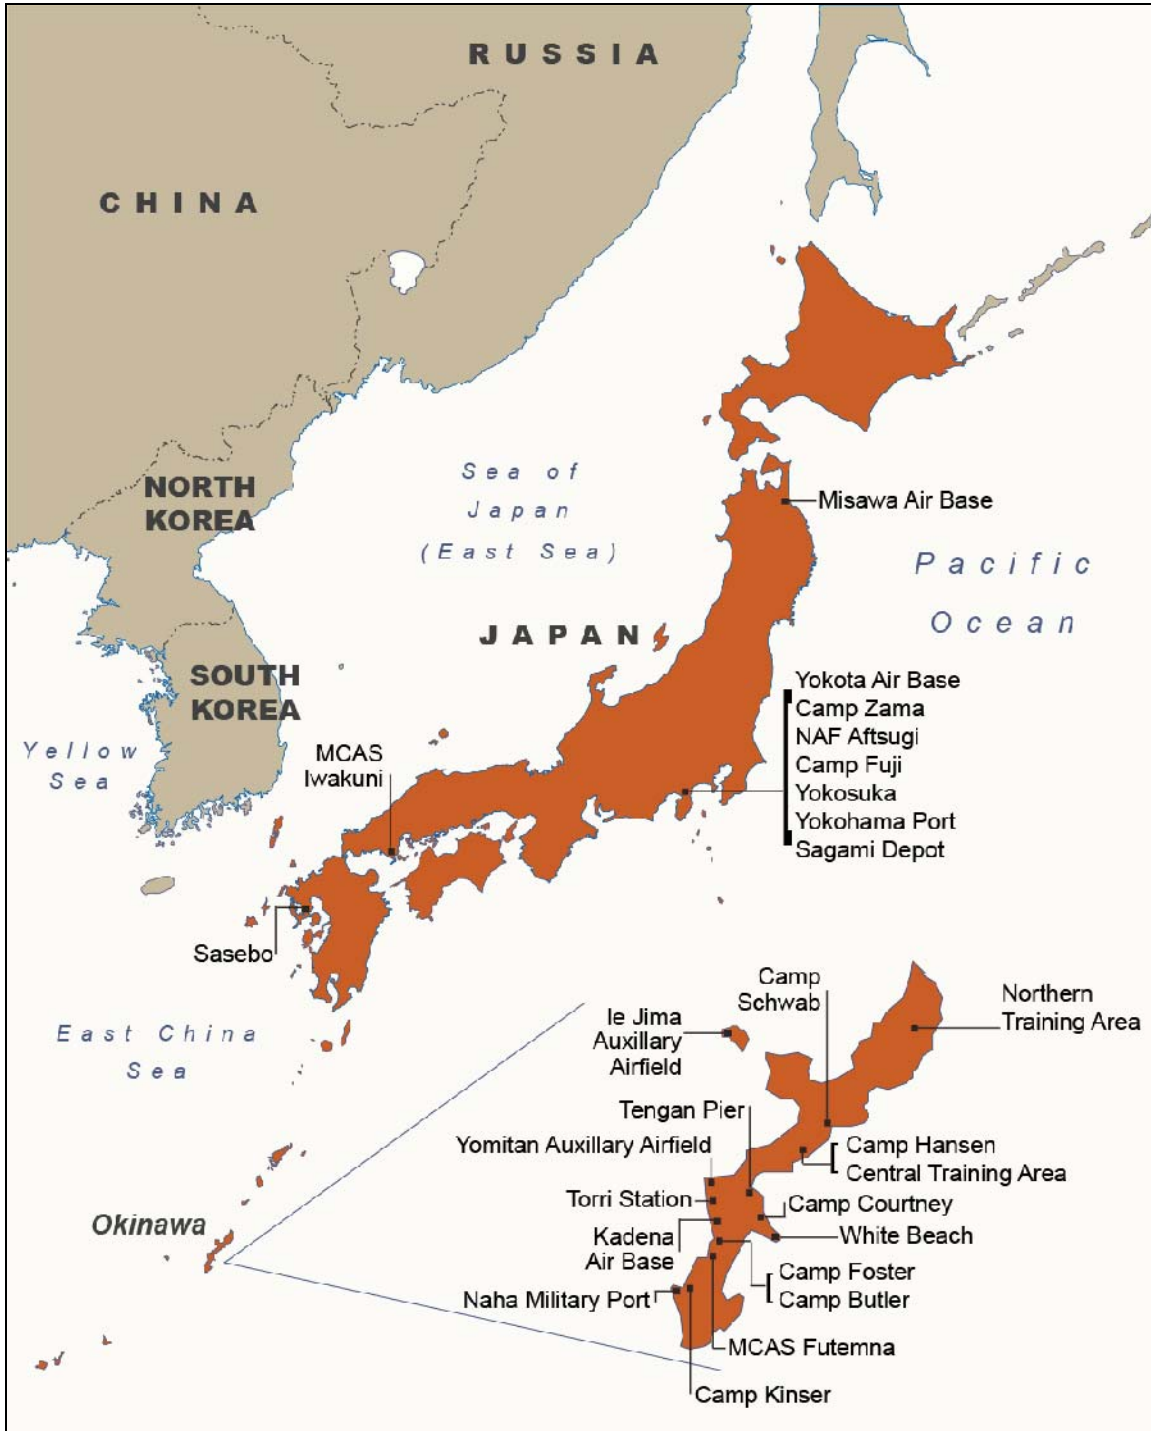 RUSSIA
CHINA
NORTH
KOREA
Sea of
Japan
(East Sea)
Misawa Air Base
Pacific
Ocean
JAPAN
SOUTH
KOREA
Yellow
Sea
MCAS
Iwakuni
Yokota Air Base
Camp Zama
NAF Aftsugi
Camp Fuji
Yokosuka
Yokohama Port
Sagami Depot
Sasebo
East China
Sea
Camp
Schwab
Northern
Training Area
Ie Jima
Auxillary
Airfield
Tengan Pier
Yomitan Auxillary Airfield
Camp Hansen
Central Training Area
Torri Station
Camp Courtney
Okinawa
Kadena
Air Base
White Beach
Camp Foster
Camp Butler
Naha Military Port
MCAS Futemna
Camp Kinser